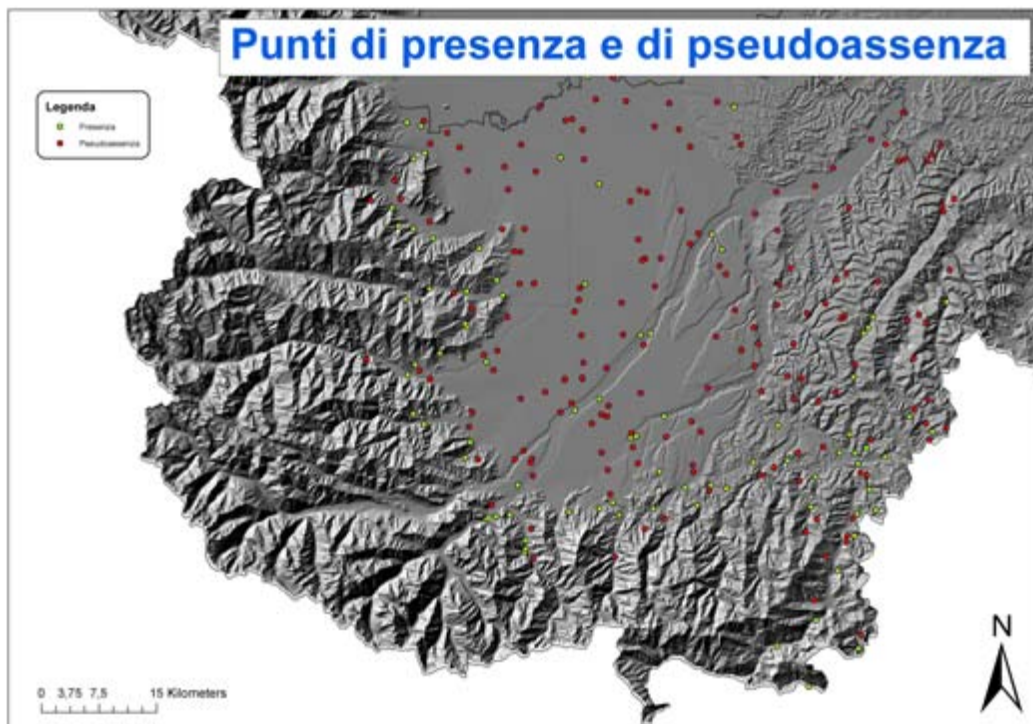 Punti di presenza e di pseudoassenza
Legenda
Presenza
Pseudoassenza
N
0 3,75 7,5 15 Kilometers